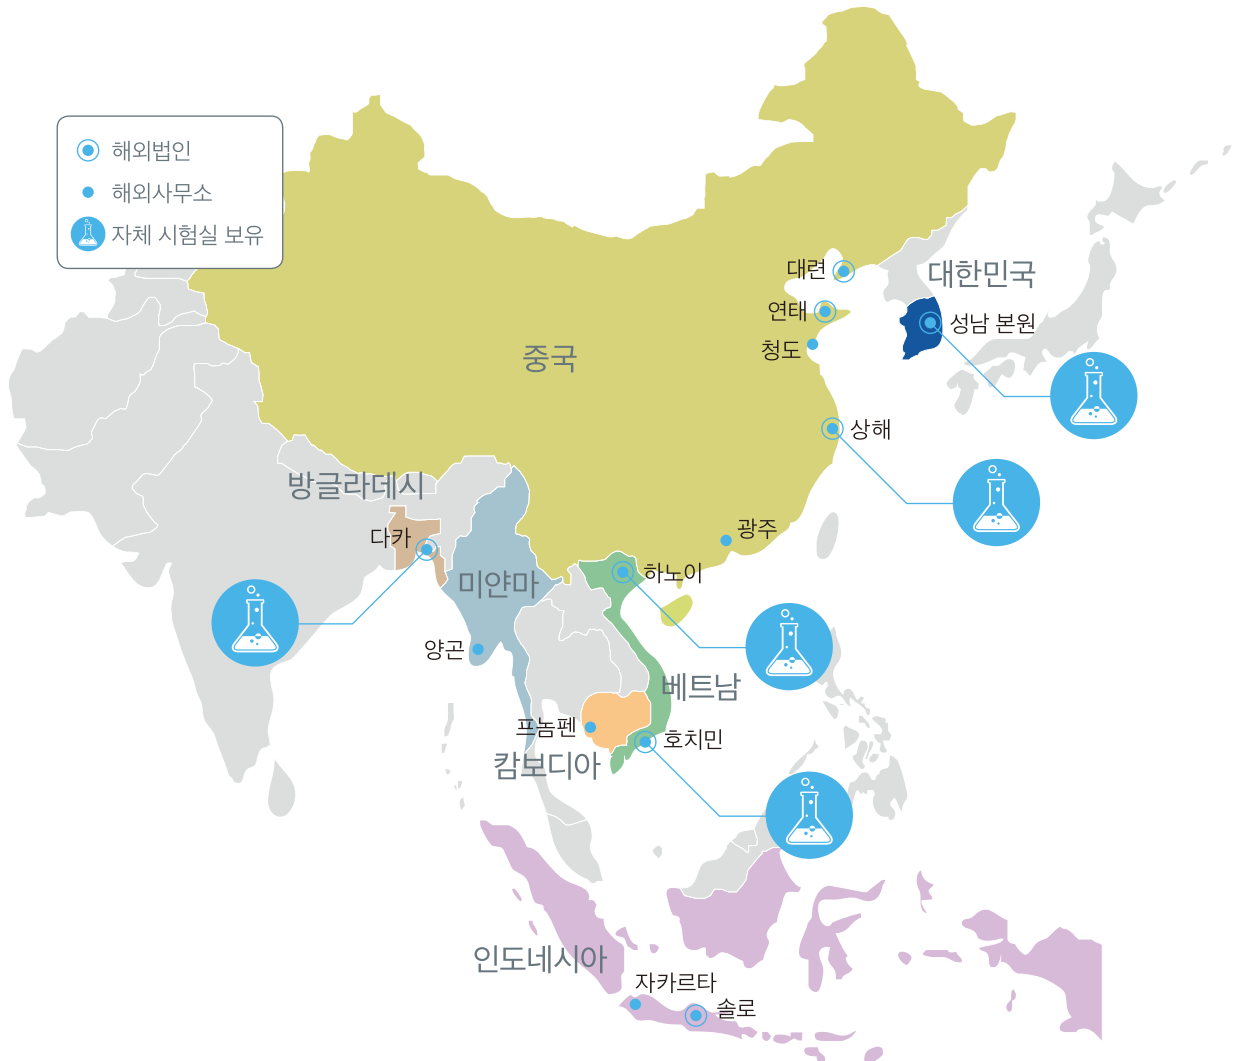 해외법인
해외사무소
자체 시험실 보유
대련
대한민국
연태
성남 본원
청도
중국
상해
방글라데시
광주
다카
하노이
미얀마
양곤
베트남
프놈펜
호치민
캄보디아
인도네시아
자카르타
솔로